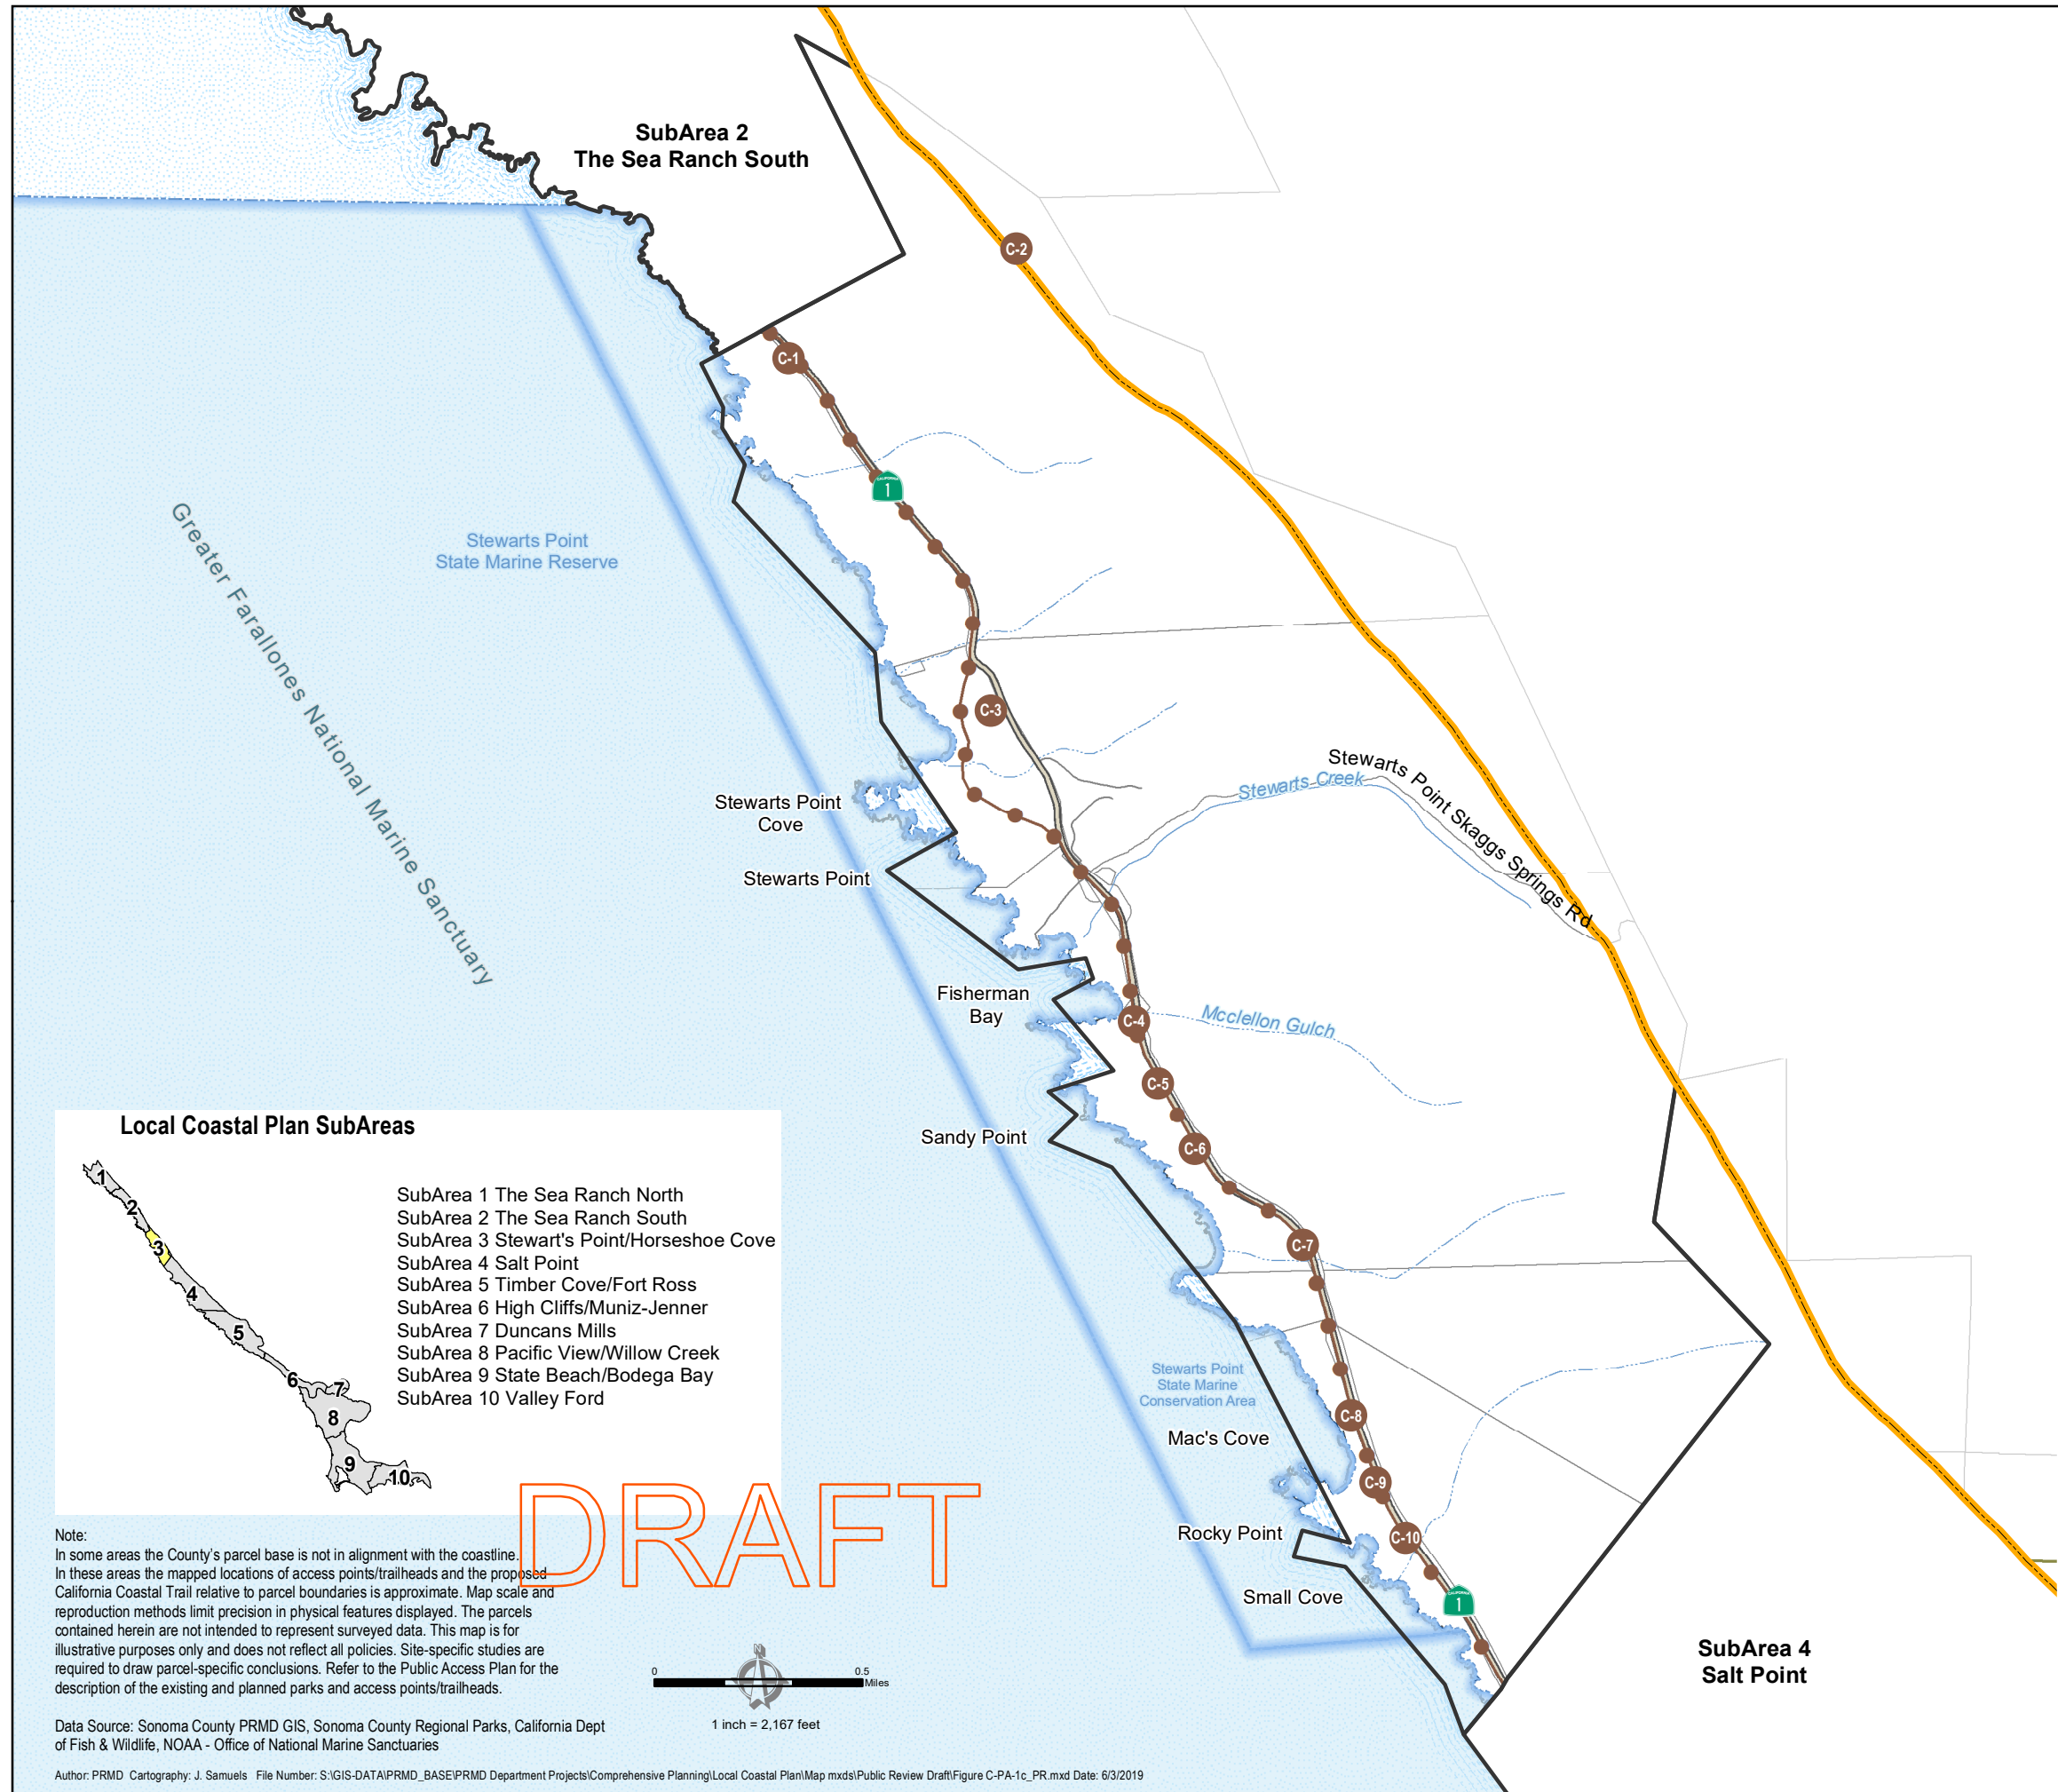 SubArea 2
The Sea Ranch South
C-2
C-1
CALIFORNIA
1
Stewarts Point
State Marine Reserve
Greater Farallones National Marine Sanctuary
C-3
Stewarts Point Skaggs Springs Rd
Stewarts Creek
Stewarts Point
Cove
Stewarts Point
Fisherman
Bay
C-4
Mcclellon Gulch
C-5
Sandy Point
C-6
C-7
Local Coastal Plan SubAreas
1
2
3
4
5
6
7
8
9
10
SubArea 1 The Sea Ranch North
SubArea 2 The Sea Ranch South
SubArea 3 Stewart's Point/Horseshoe Cove
SubArea 4 Salt Point
SubArea 5 Timber Cove/Fort Ross
SubArea 6 High Cliffs/Muniz-Jenner
SubArea 7 Duncans Mills
SubArea 8 Pacific View/Willow Creek
SubArea 9 State Beach/Bodega Bay
SubArea 10 Valley Ford
Stewarts Point
State Marine
Conservation Area
C-8
Mac's Cove
C-9
Rocky Point
C-10
Small Cove
CALIFORNIA
1
SubArea 4
Salt Point
DRAFT
Note:
In some areas the County's parcel base is not in alignment with the coastline.
In these areas the mapped locations of access points/trailheads and the proposed
California Coastal Trail relative to parcel boundaries is approximate. Map scale and
reproduction methods limit precision in physical features displayed. The parcels
contained herein are not intended to represent surveyed data. This map is for
illustrative purposes only and does not reflect all policies. Site-specific studies are
required to draw parcel-specific conclusions. Refer to the Public Access Plan for the
description of the existing and planned parks and access points/trailheads.
N
0 0.5
Miles
1 inch = 2,167 feet
Data Source: Sonoma County PRMD GIS, Sonoma County Regional Parks, California Dept
of Fish & Wildlife, NOAA - Office of National Marine Sanctuaries
Author: PRMD Cartography: J. Samuels File Number: S:\GIS-DATA\PRMD_BASE\PRMD Department Projects\Comprehensive Planning\Local Coastal Plan\Map mxds\Public Review Draft\Figure C-PA-1c_PR.mxd Date: 6/3/2019